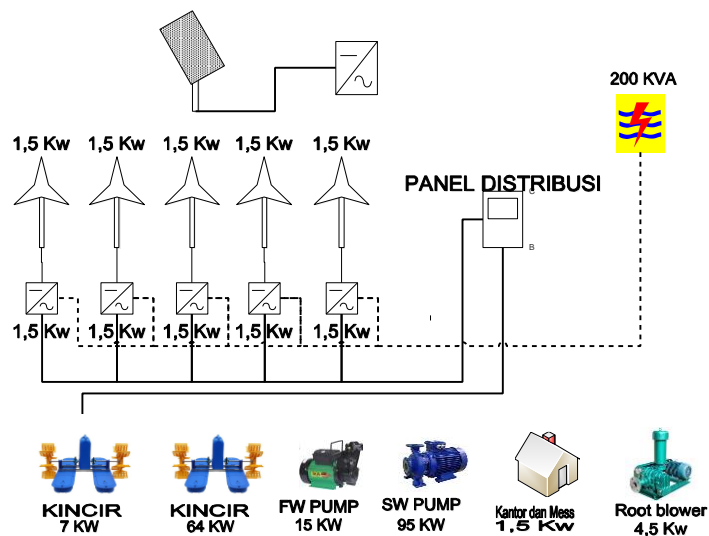 200 KVA
1,5 Kw 1,5 Kw 1,5 Kw 1,5 Kw 1,5 Kw
PANEL DISTRIBUSI
C
B
1,5 Kw 1,5 Kw 1,5 Kw 1,5 Kw 1,5 Kw
KINCIR
7 KW
KINCIR
64 KW
FW PUMP
15 KW
SW PUMP
95 KW
Kantor dan Mess
1,5 Kw
Root blower
4,5 Kw